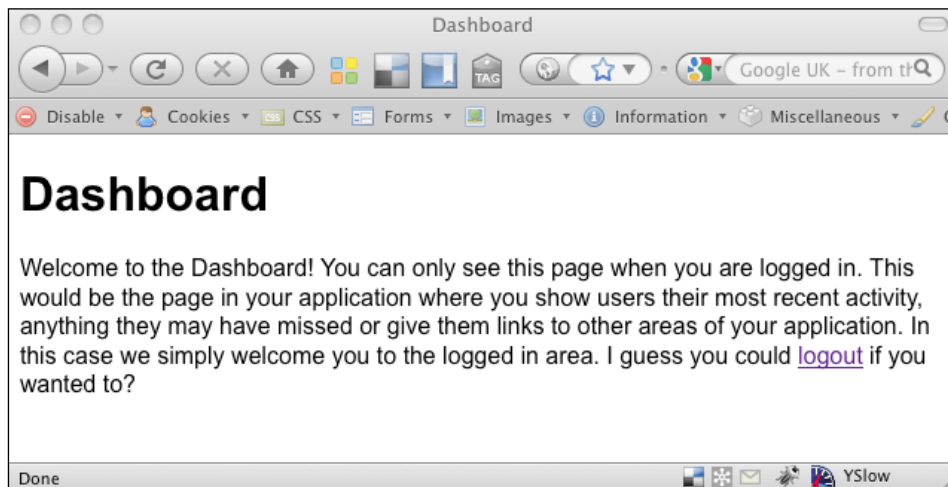 Dashboard
TAG
Google UK - from th
Disable Cookies CSS Forms Images Information Miscellaneous
Dashboard
Welcome to the Dashboard! You can only see this page when you are logged in. This
would be the page in your application where you show users their most recent activity,
anything they may have missed or give them links to other areas of your application. In
this case we simply welcome you to the logged in area. I guess you could logout if you
wanted to?
Done YSlow